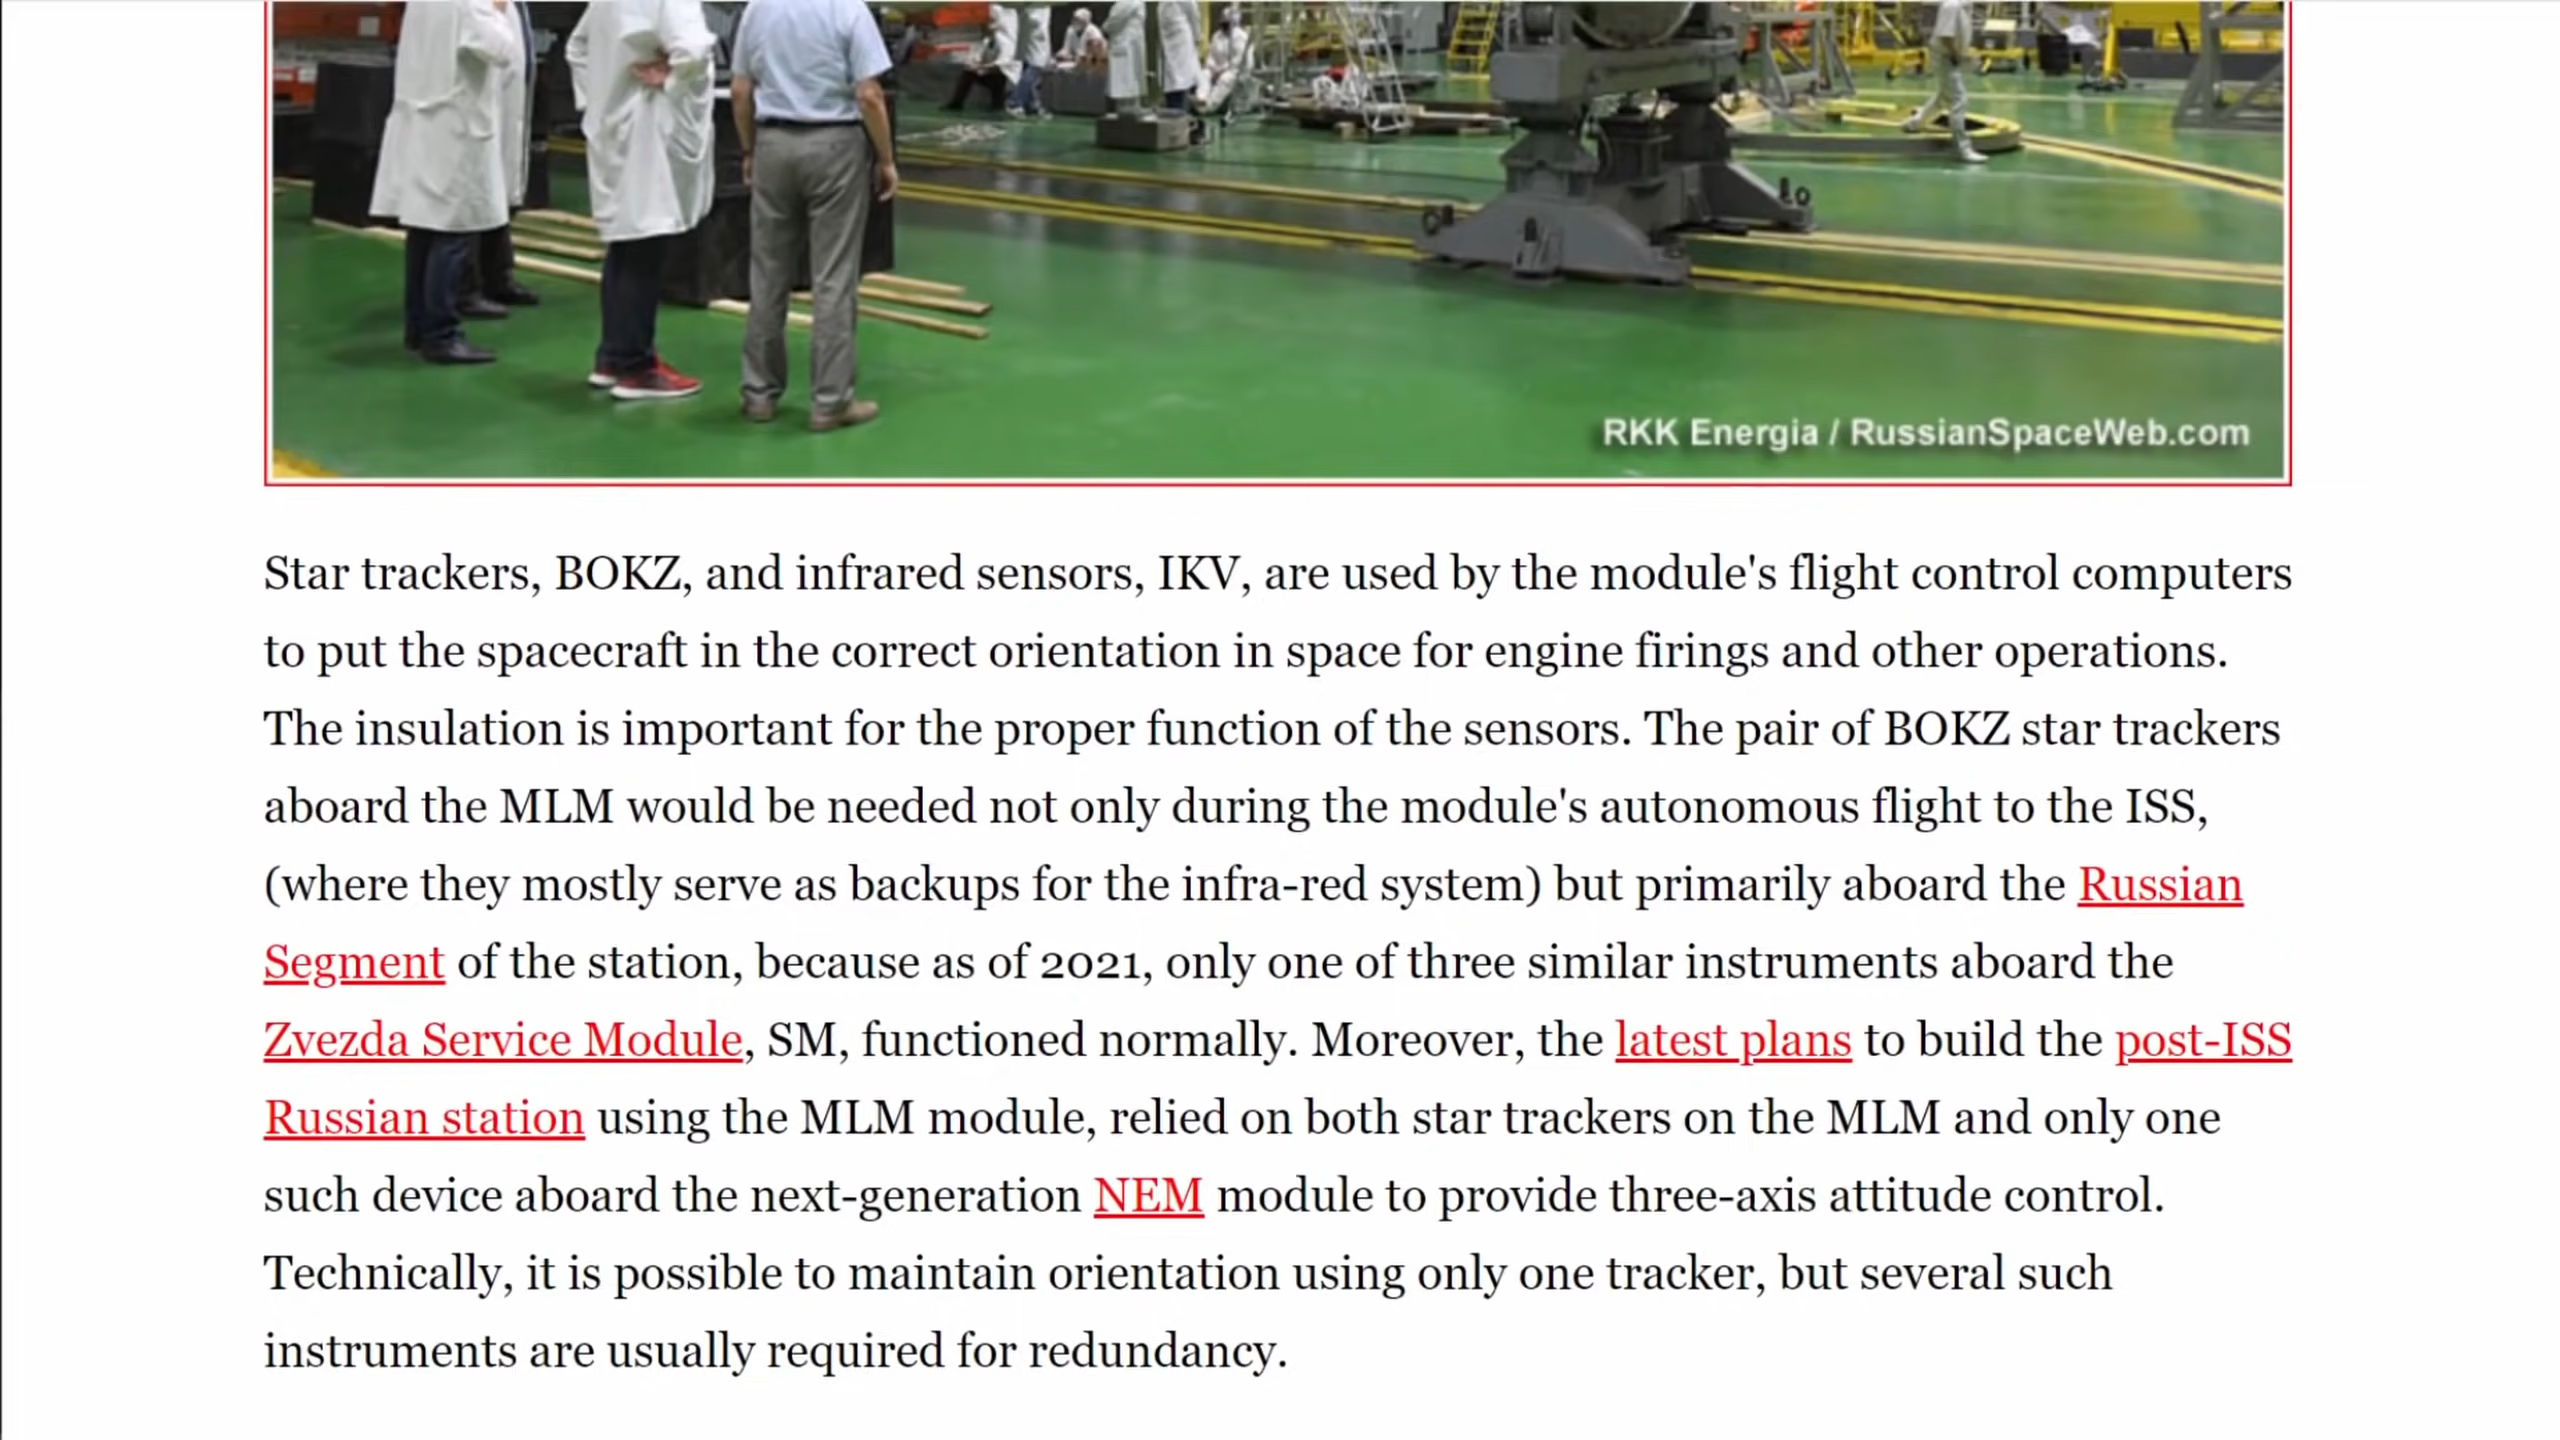 RKK Energia / RussianSpaceWeb.com
Star trackers, BOKZ, and infrared sensors, IKV, are used by the module's flight control computers
to put the spacecraft in the correct orientation in space for engine firings and other operations.
The insulation is important for the proper function of the sensors. The pair of BOKZ star trackers
aboard the MLM would be needed not only during the module's autonomous flight to the ISS,
(where they mostly serve as backups for the infra-red system) but primarily aboard the Russian
Segment of the station, because as of 2021, only one of three similar instruments aboard the
Zvezda Service Module, SM, functioned normally. Moreover, the latest plans to build the post-ISS
Russian station using the MLM module, relied on both star trackers on the MLM and only one
such device aboard the next-generation NEM module to provide three-axis attitude control.
Technically, it is possible to maintain orientation using only one tracker, but several such
instruments are usually required for redundancy.